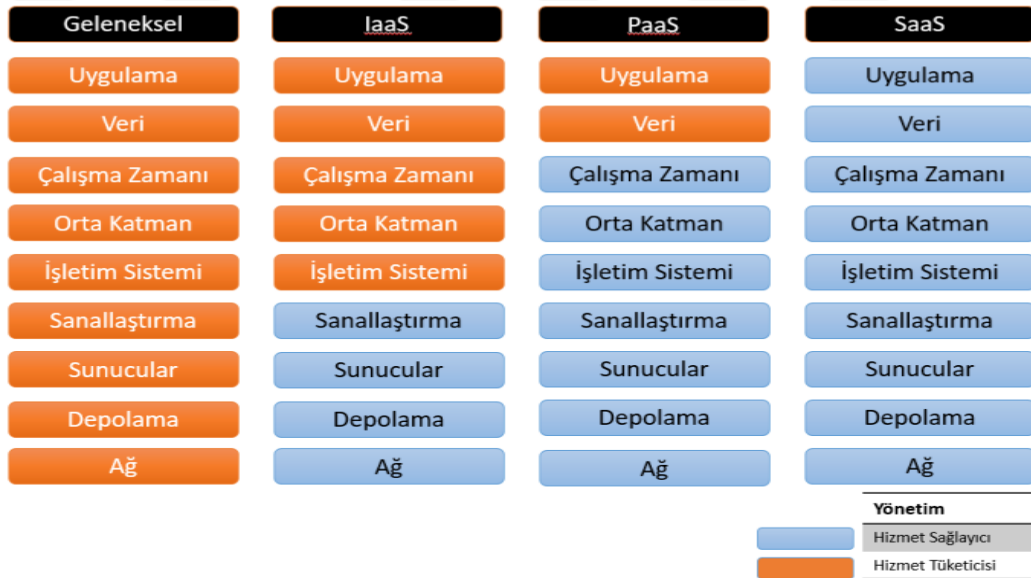 Geleneksel IaaS PaaS SaaS
Uygulama Uygulama Uygulama Uygulama
Veri Veri Veri Veri
Çalışma Zamanı Çalışma Zamanı Çalışma Zamanı Çalışma Zamanı
Orta Katman Orta Katman Orta Katman Orta Katman
İşletim Sistemi İşletim Sistemi İşletim Sistemi İşletim Sistemi
Sanallaştırma Sanallaştırma Sanallaştırma Sanallaştırma
Sunucular Sunucular Sunucular Sunucular
Depolama Depolama Depolama Depolama
Ağ Ağ Ağ Ağ
Yönetim
Hizmet Sağlayıcı
Hizmet Tüketicisi